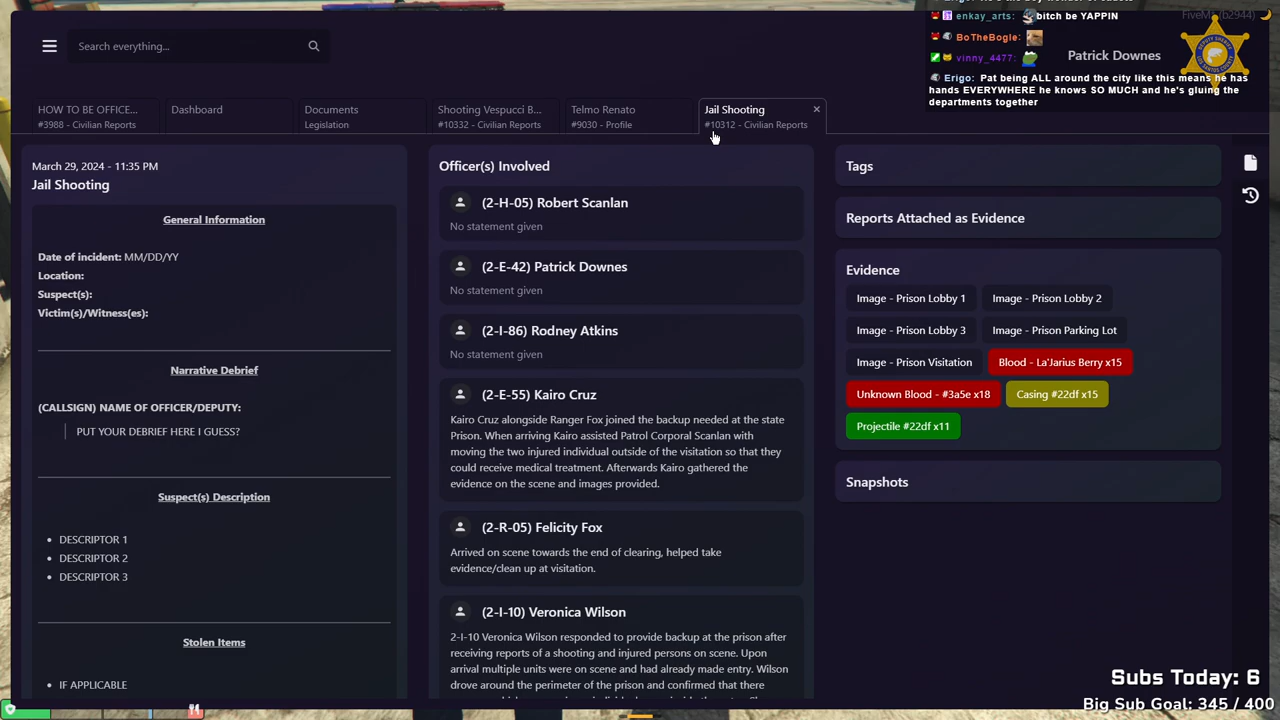 Search everything...
enkay_arts: bitch be YAPPIN
BoTheBogle:
vinny_4477:
Erigo: Pat being ALL around the city like this means he has
hands EVERYWHERE he knows SO MUCH and he's gluing the
departments together
FiveM® (b2944)
Patrick Downes
HOW TO BE OFFICE...
#3988 - Civilian Reports
Dashboard
Documents
Legislation
Shooting Vespucci B...
#10332 - Civilian Reports
Telmo Renato
#9030 - Profile
Jail Shooting
#10312 - Civilian Reports
March 29, 2024 - 11:35 PM
Jail Shooting
General Information
Date of incident: MM/DD/YY
Location:
Suspect(s):
Victim(s)/Witness(es):
Narrative Debrief
(CALLSIGN) NAME OF OFFICER/DEPUTY:
PUT YOUR DEBRIEF HERE I GUESS?
Suspect(s) Description
DESCRIPTOR 1
DESCRIPTOR 2
DESCRIPTOR 3
Stolen Items
IF APPLICABLE
Officer(s) Involved
(2-H-05) Robert Scanlan
No statement given
(2-E-42) Patrick Downes
No statement given
(2-I-86) Rodney Atkins
No statement given
(2-E-55) Kairo Cruz
Kairo Cruz alongside Ranger Fox joined the backup needed at the state
Prison. When arriving Kairo assisted Patrol Corporal Scanlan with
moving the two injured individual outside of the visitation so that they
could receive medical treatment. Afterwards Kairo gathered the
evidence on the scene and images provided.
(2-R-05) Felicity Fox
Arrived on scene towards the end of clearing, helped take
evidence/clean up at visitation.
(2-I-10) Veronica Wilson
2-I-10 Veronica Wilson responded to provide backup at the prison after
receiving reports of a shooting and injured persons on scene. Upon
arrival multiple units were on scene and had already made entry. Wilson
drove around the perimeter of the prison and confirmed that there
Tags
Reports Attached as Evidence
Evidence
Image - Prison Lobby 1
Image - Prison Lobby 2
Image - Prison Lobby 3
Image - Prison Parking Lot
Image - Prison Visitation
Blood - La'Jarius Berry x15
Unknown Blood - #3a5e x18
Casing #22df x15
Projectile #22df x11
Snapshots
Subs Today: 6
Big Sub Goal: 345 / 400